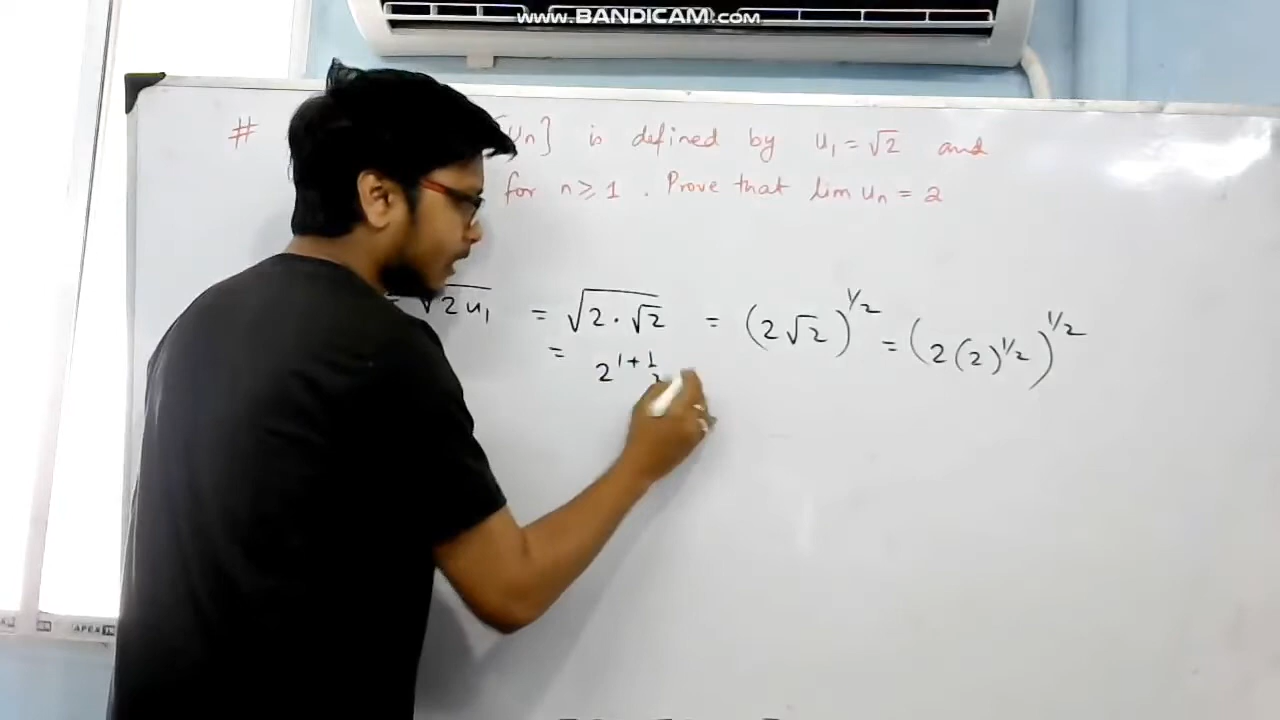 www.BANDICAM.com
# {un} is defined by u₁ = √2 and
for n ⩾ 1 . Prove that lim uₙ = 2
= √2u₁ = √2·√2 = (2√2)^1/2 = (2(2)^1/2)^1/2
= 2^1+1/2
APEX